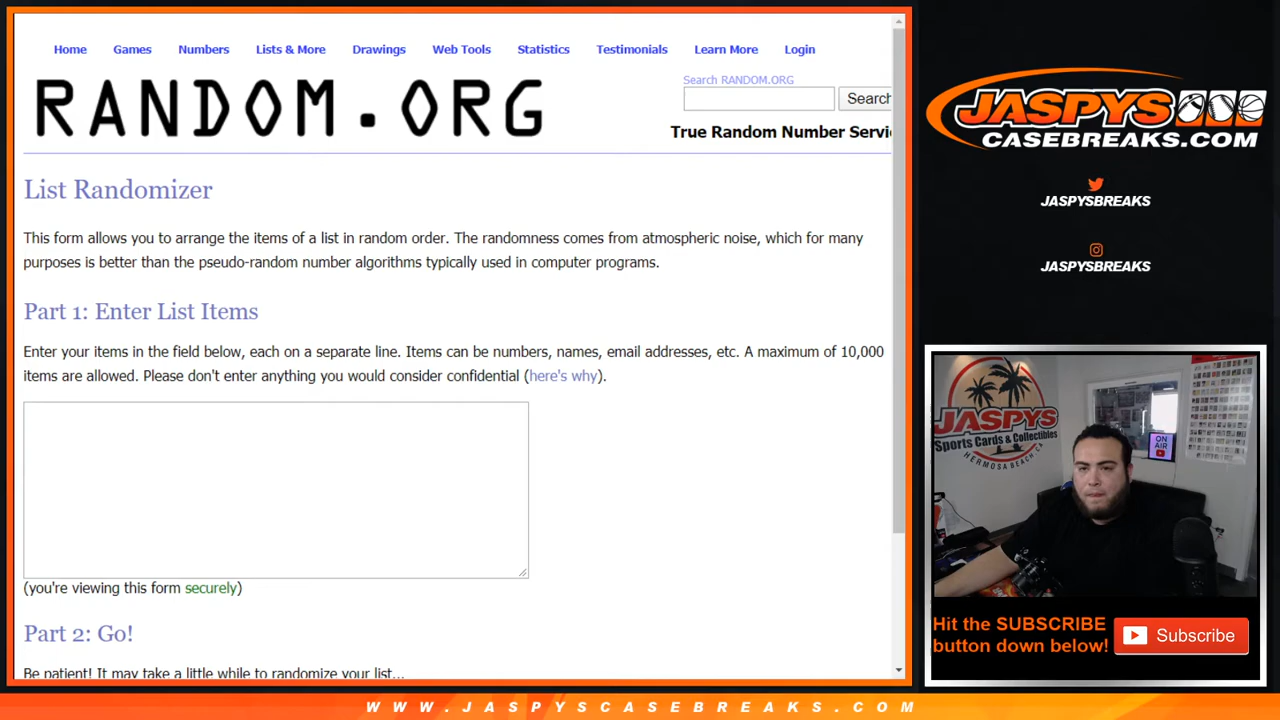 Home Games Numbers Lists & More Drawings Web Tools Statistics Testimonials Learn More Login
RANDOM.ORG
Search RANDOM.ORG
Search
True Random Number Servi
List Randomizer
This form allows you to arrange the items of a list in random order. The randomness comes from atmospheric noise, which for many
purposes is better than the pseudo-random number algorithms typically used in computer programs.
Part 1: Enter List Items
Enter your items in the field below, each on a separate line. Items can be numbers, names, email addresses, etc. A maximum of 10,000
items are allowed. Please don't enter anything you would consider confidential (here's why).
(you're viewing this form securely)
Part 2: Go!
Be patient! It may take a little while to randomize your list...
JASPYS
CASEBREAKS.COM
JASPYSBREAKS
JASPYSBREAKS
JASPYS
Sports Cards & Collectibles
HERMOSA BEACH CA
ON
AIR
Hit the SUBSCRIBE
button down below!
Subscribe
WWW.JASPYSCASEBREAKS.COM